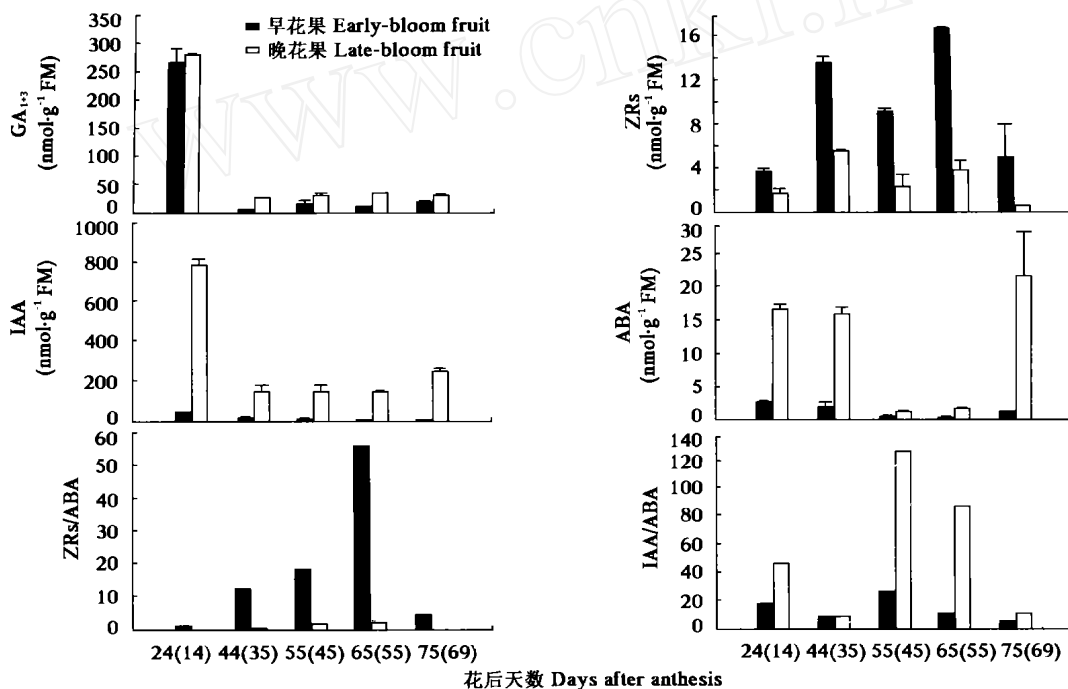 350
300
250
200
150
300
50
0
GA1+3
(nmol·g-1 FM)
早花果 Early-bloom fruit
晚花果 Late-bloom fruit
16
12
8
4
0
ZRs
(nmol·g-1 FM)
1000
800
600
400
200
0
IAA
(nmol·g-1 FM)
30
25
20
15
10
5
0
ABA
(nmol·g-1 FM)
60
50
40
30
20
10
0
ZRs/ABA
140
120
100
80
60
40
20
0
IAA/ABA
24(14) 44(35) 55(45) 65(55) 75(69)
24(14) 44(35) 55(45) 65(55) 75(69)
花后天数 Days after anthesis